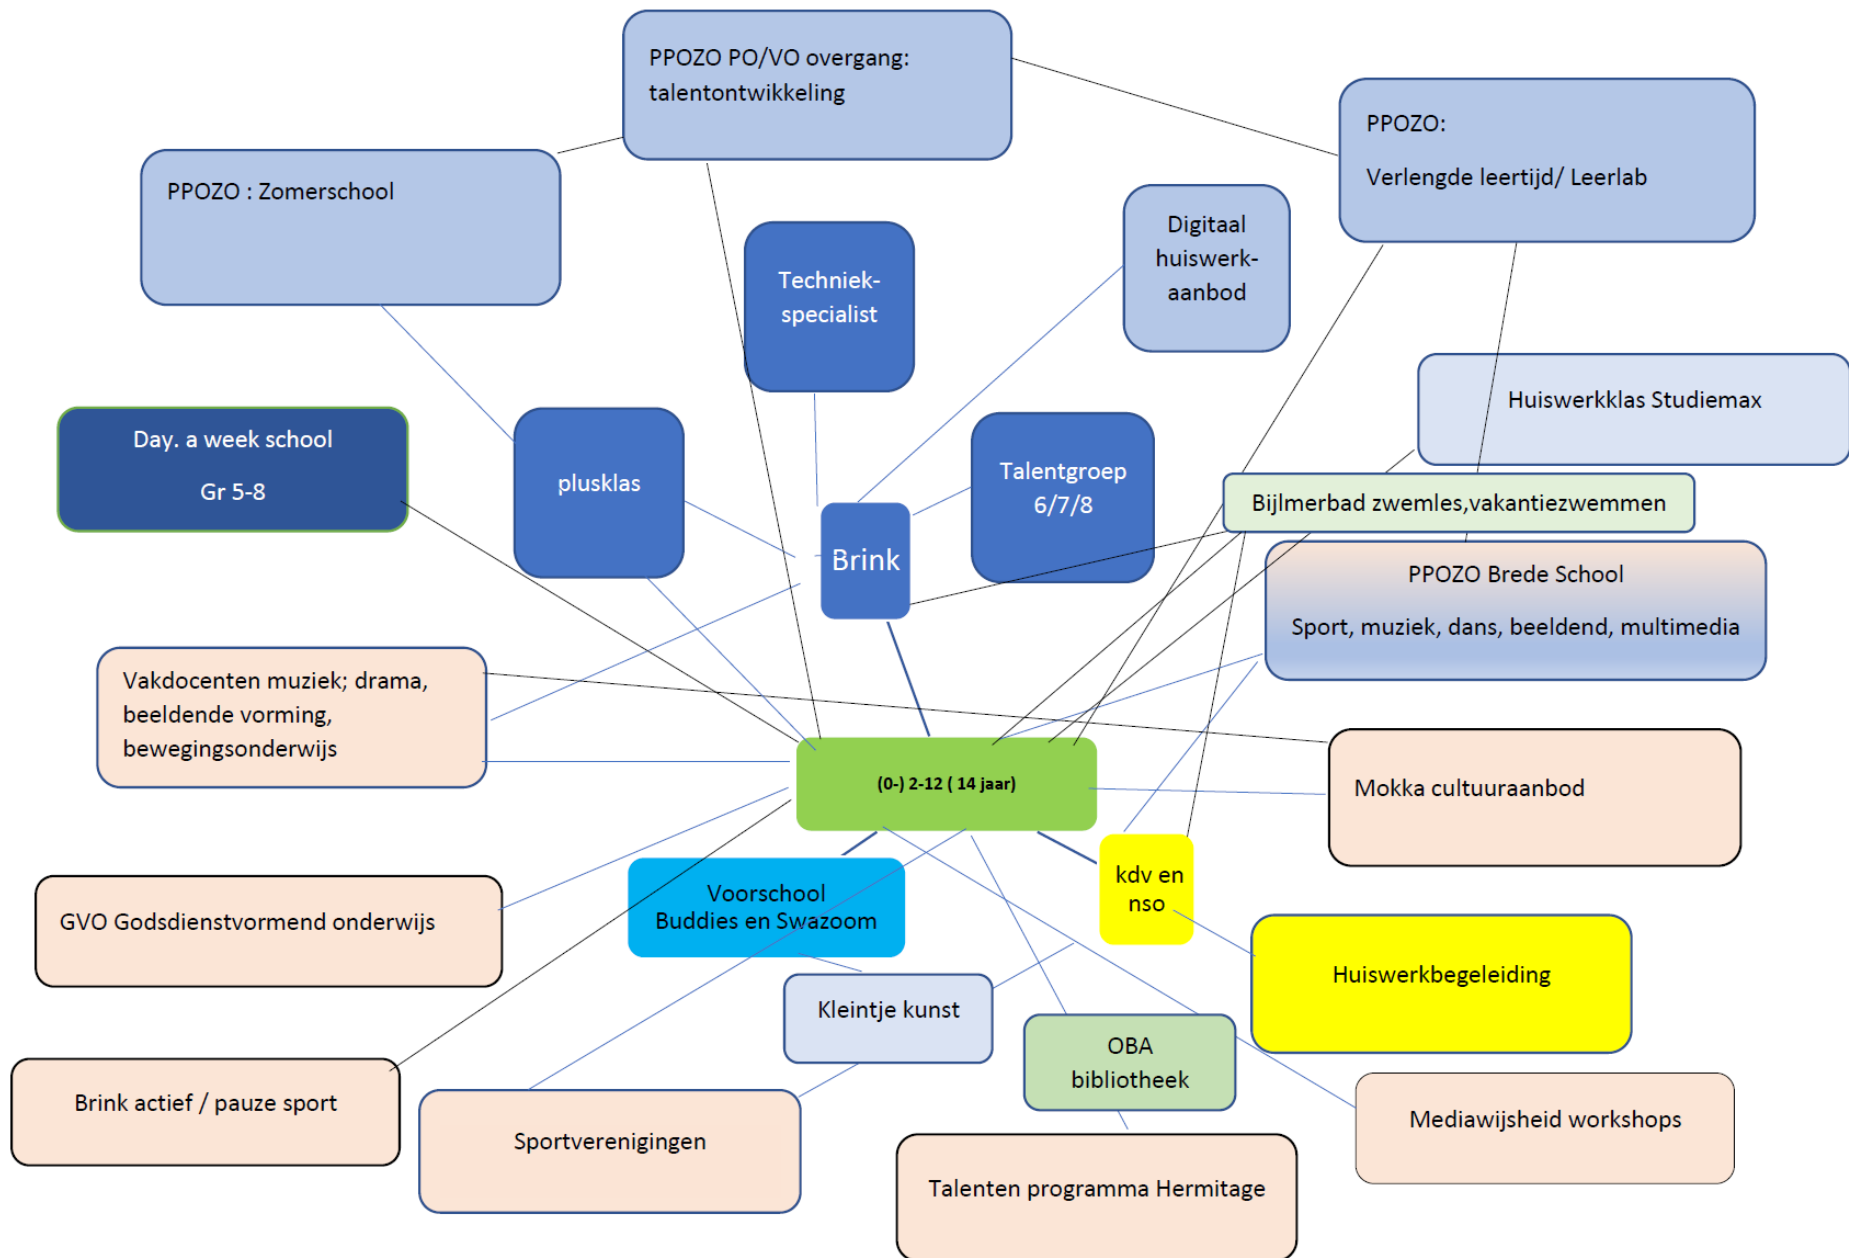 PPOZO PO/VO overgang:
talentontwikkeling
PPOZO:
Verlengde leertijd/ Leerlab
PPOZO : Zomerschool
Digitaal
huiswerk-
aanbod
Techniek-
specialist
Huiswerkklas Studiemax
Day. a week school
Gr 5-8
plusklas
Talentgroep
6/7/8
Bijlmerbad zwemles,vakantiezwemmen
Brink
PPOZO Brede School
Sport, muziek, dans, beeldend, multimedia
Vakdocenten muziek; drama,
beeldende vorming,
bewegingsonderwijs
(0-) 2-12 ( 14 jaar)
Mokka cultuuraanbod
kdv en
nso
Voorschool
Buddies en Swazoom
GVO Godsdienstvormend onderwijs
Huiswerkbegeleiding
Kleintje kunst
OBA
bibliotheek
Brink actief / pauze sport
Sportverenigingen
Mediawijsheid workshops
Talenten programma Hermitage